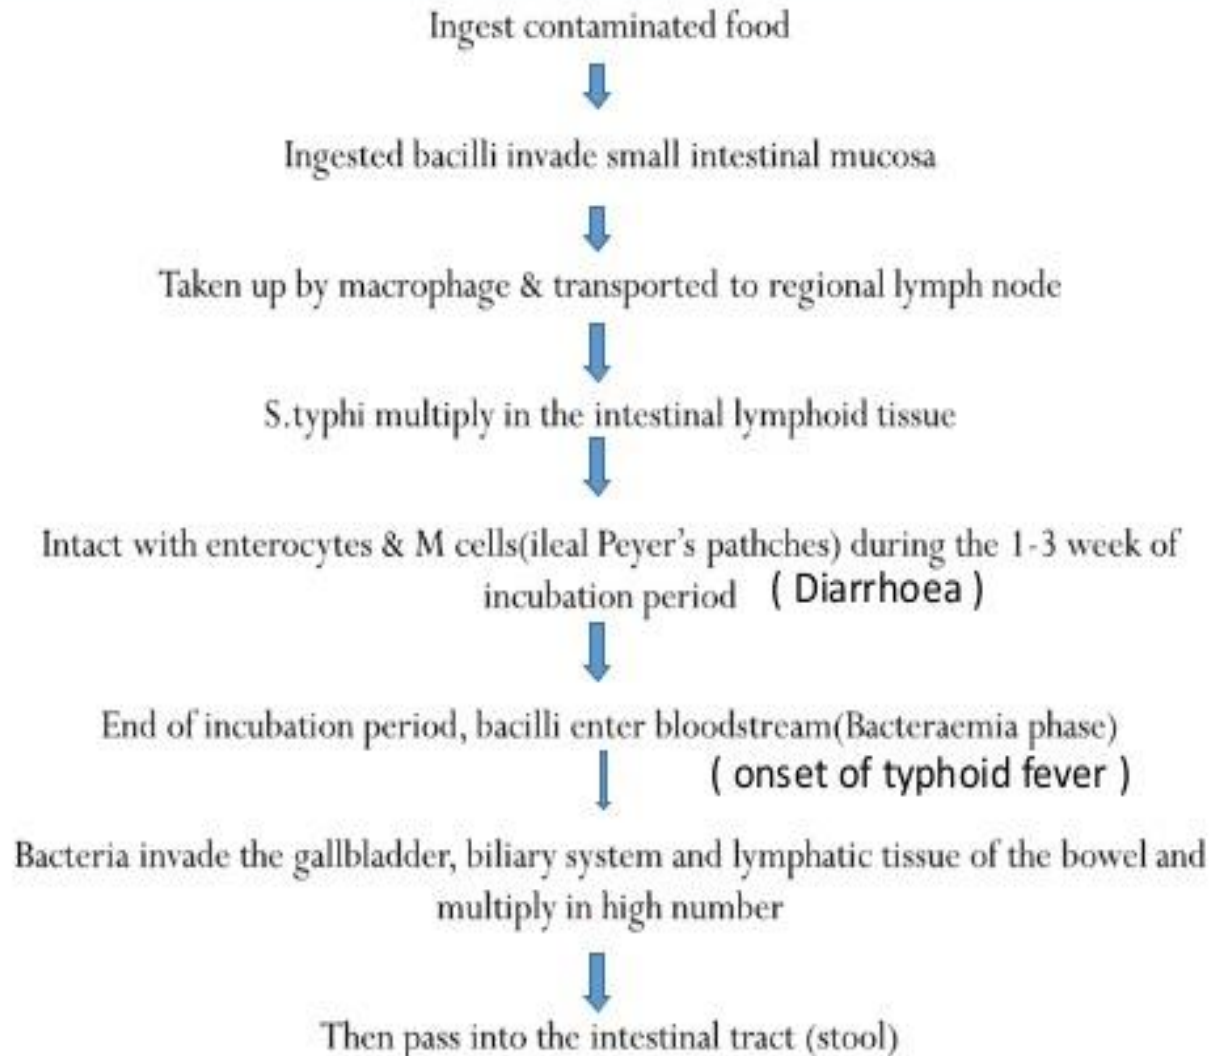 Ingest contaminated food
Ingested bacilli invade small intestinal mucosa
Taken up by macrophage & transported to regional lymph node
S.typhi multiply in the intestinal lymphoid tissue
Intact with enterocytes & M cells(ileal Peyer's pathches) during the 1-3 week of
incubation period ( Diarrhoea )
End of incubation period, bacilli enter bloodstream(Bacteraemia phase)
( onset of typhoid fever )
Bacteria invade the gallbladder, biliary system and lymphatic tissue of the bowel and
multiply in high number
Then pass into the intestinal tract (stool)